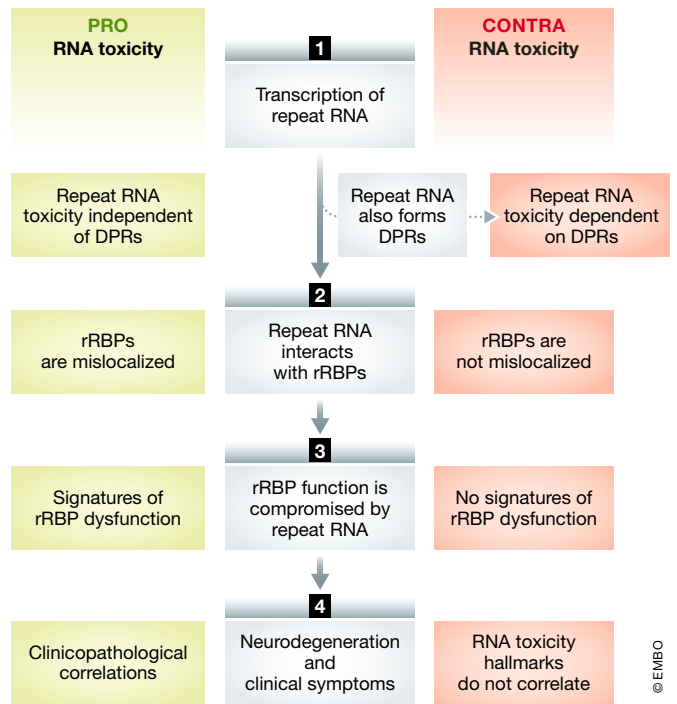 PRO
RNA toxicity
1
CONTRA
RNA toxicity
Transcription of
repeat RNA
Repeat RNA
toxicity independent
of DPRs
Repeat RNA
also forms
DPRs
Repeat RNA
toxicity dependent
on DPRs
2
rRBPs
are mislocalized
Repeat RNA
interacts
with rRBPs
rRBPs are
not mislocalized
3
Signatures of
rRBP dysfunction
rRBP function is
compromised by
repeat RNA
No signatures of
rRBP dysfunction
4
Clinicopathological
correlations
Neurodegeneration
and
clinical symptoms
RNA toxicity
hallmarks
do not correlate
© EMBO